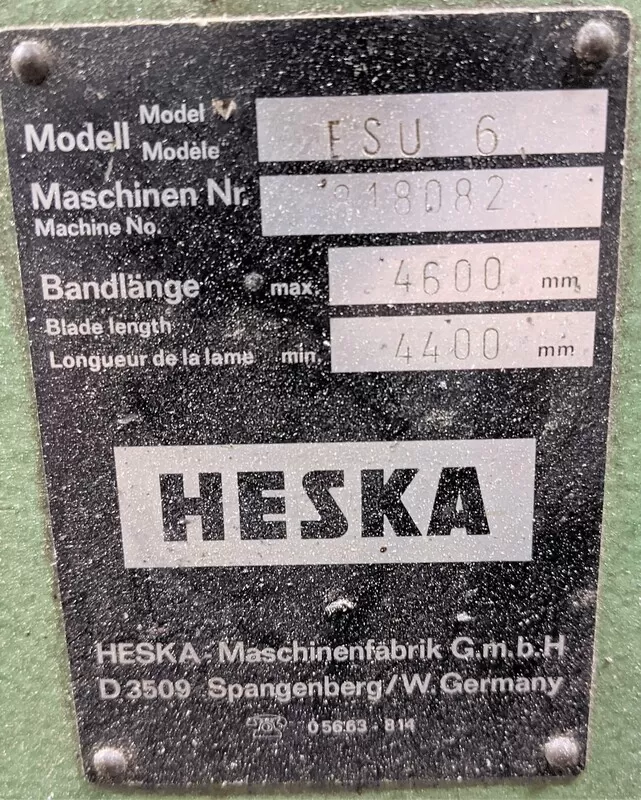 Model
Modell FSU 6
Modèle
Maschinen Nr. 218082
Machine No.
Bandlänge max. 4600 mm
Blade length
Longueur de la lame min. 4400 mm
HESKA
HESKA-Maschinenfabrik G.m.b.H
D.3509 Spangenberg/W.Germany
05663-814